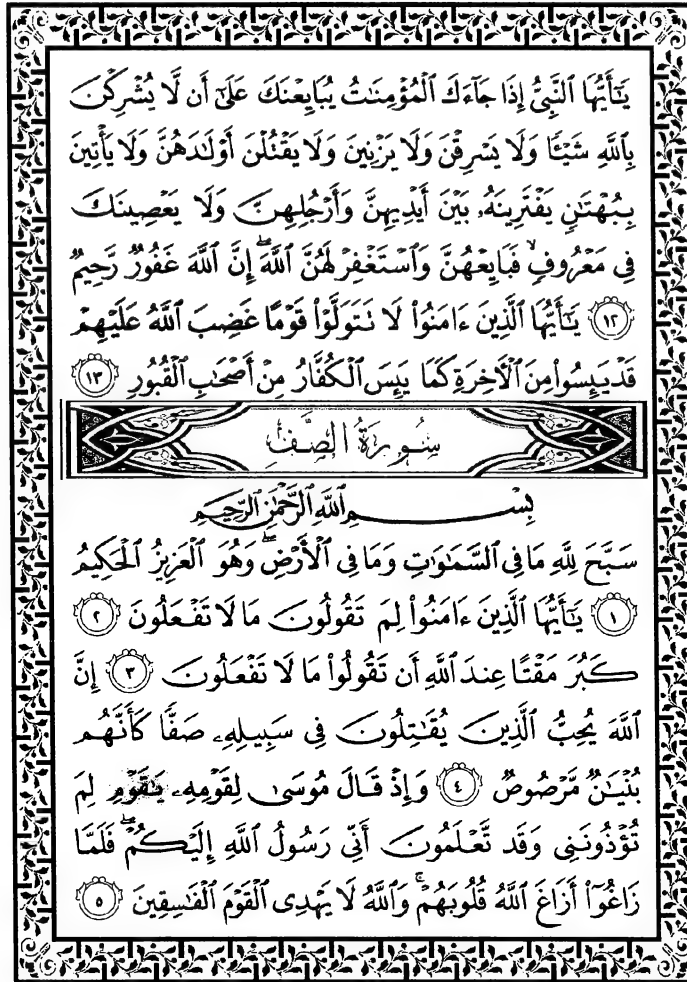 يَٰٓأَيُّهَا ٱلنَّبِىُّ إِذَا جَآءَكَ ٱلْمُؤْمِنَٰتُ يُبَايِعْنَكَ عَلَىٰٓ أَن لَّا يُشْرِكْنَ
بِٱللَّهِ شَيْـًٔا وَلَا يَسْرِقْنَ وَلَا يَزْنِينَ وَلَا يَقْتُلْنَ أَوْلَٰدَهُنَّ وَلَا يَأْتِينَ
بِبُهْتَٰنٍ يَفْتَرِينَهُۥ بَيْنَ أَيْدِيهِنَّ وَأَرْجُلِهِنَّ وَلَا يَعْصِينَكَ
فِى مَعْرُوفٍۙ فَبَايِعْهُنَّ وَٱسْتَغْفِرْ لَهُنَّ ٱللَّهَۖ إِنَّ ٱللَّهَ غَفُورٌ رَّحِيمٌ
١٢ يَٰٓأَيُّهَا ٱلَّذِينَ ءَامَنُوا۟ لَا تَتَوَلَّوْا۟ قَوْمًا غَضِبَ ٱللَّهُ عَلَيْهِمْ
قَدْ يَئِسُوا۟ مِنَ ٱلْءَاخِرَةِ كَمَا يَئِسَ ٱلْكُفَّارُ مِنْ أَصْحَٰبِ ٱلْقُبُورِ ١٣
سُورَةُ الصَّفِّ
بِسْمِ ٱللَّهِ ٱلرَّحْمَٰنِ ٱلرَّحِيمِ
سَبَّحَ لِلَّهِ مَا فِى ٱلسَّمَٰوَٰتِ وَمَا فِى ٱلْأَرْضِۖ وَهُوَ ٱلْعَزِيزُ ٱلْحَكِيمُ
١ يَٰٓأَيُّهَا ٱلَّذِينَ ءَامَنُوا۟ لِمَ تَقُولُونَ مَا لَا تَفْعَلُونَ ٢
كَبُرَ مَقْتًا عِندَ ٱللَّهِ أَن تَقُولُوا۟ مَا لَا تَفْعَلُونَ ٣ إِنَّ
ٱللَّهَ يُحِبُّ ٱلَّذِينَ يُقَٰتِلُونَ فِى سَبِيلِهِۦ صَفًّا كَأَنَّهُم
بُنْيَٰنٌ مَّرْصُوصٌ ٤ وَإِذْ قَالَ مُوسَىٰ لِقَوْمِهِۦ يَٰقَوْمِ لِمَ
تُؤْذُونَنِى وَقَد تَّعْلَمُونَ أَنِّى رَسُولُ ٱللَّهِ إِلَيْكُمْۖ فَلَمَّا
زَاغُوٓا۟ أَزَاغَ ٱللَّهُ قُلُوبَهُمْۚ وَٱللَّهُ لَا يَهْدِى ٱلْقَوْمَ ٱلْفَٰسِقِينَ ٥